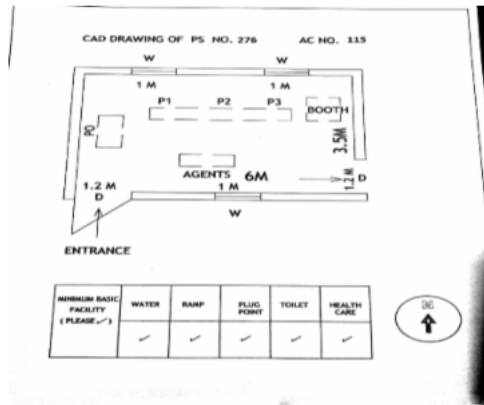 CAD DRAWING OF PS NO. 276 AC NO. 115
W W
1 M 1 M
P1 P2 P3 BOOTH
PO
3.5M
AGENTS 6M
1.2 M 1 M 1.2 M D
D
W
ENTRANCE
MINIMUM BASIC FACILITY ( PLEASE ✓ ) WATER RAMP PLUG POINT TOILET HEALTH CARE
✓ ✓ ✓ ✓ ✓
N